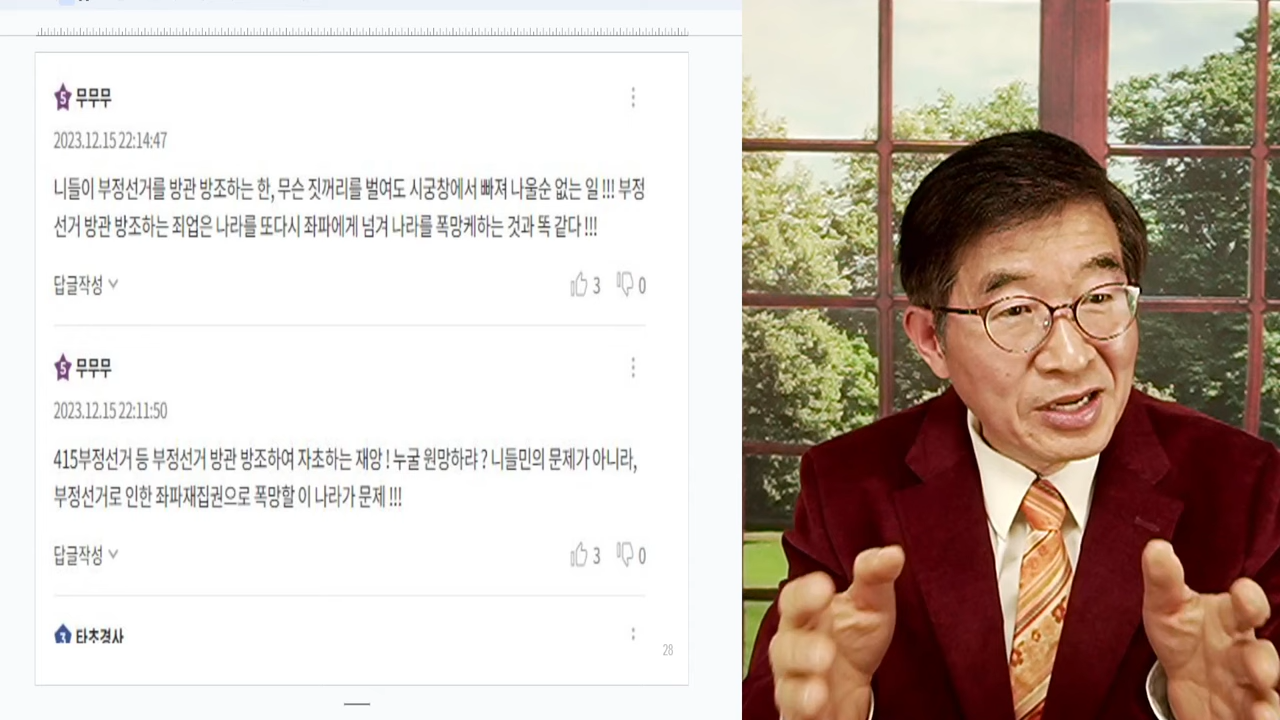 무무무
2023.12.15 22:14:47
니들이 부정선거를 방관 방조하는 한, 무슨 짓꺼리를 벌여도 시궁창에서 빠져 나울순 없는 일 !!! 부정
선거 방관 방조하는 죄업은 나라를 또다시 좌파에게 넘겨 나라를 폭망케하는 것과 똑 같다 !!!
답글작성
3 0
무무무
2023.12.15 22:11:50
415부정선거 등 부정선거 방관 방조하여 자초하는 재앙 ! 누굴 원망하랴 ? 니들민의 문제가 아니라,
부정선거로 인한 좌파재집권으로 폭망할 이 나라가 문제 !!!
답글작성
3 0
타초경사
28